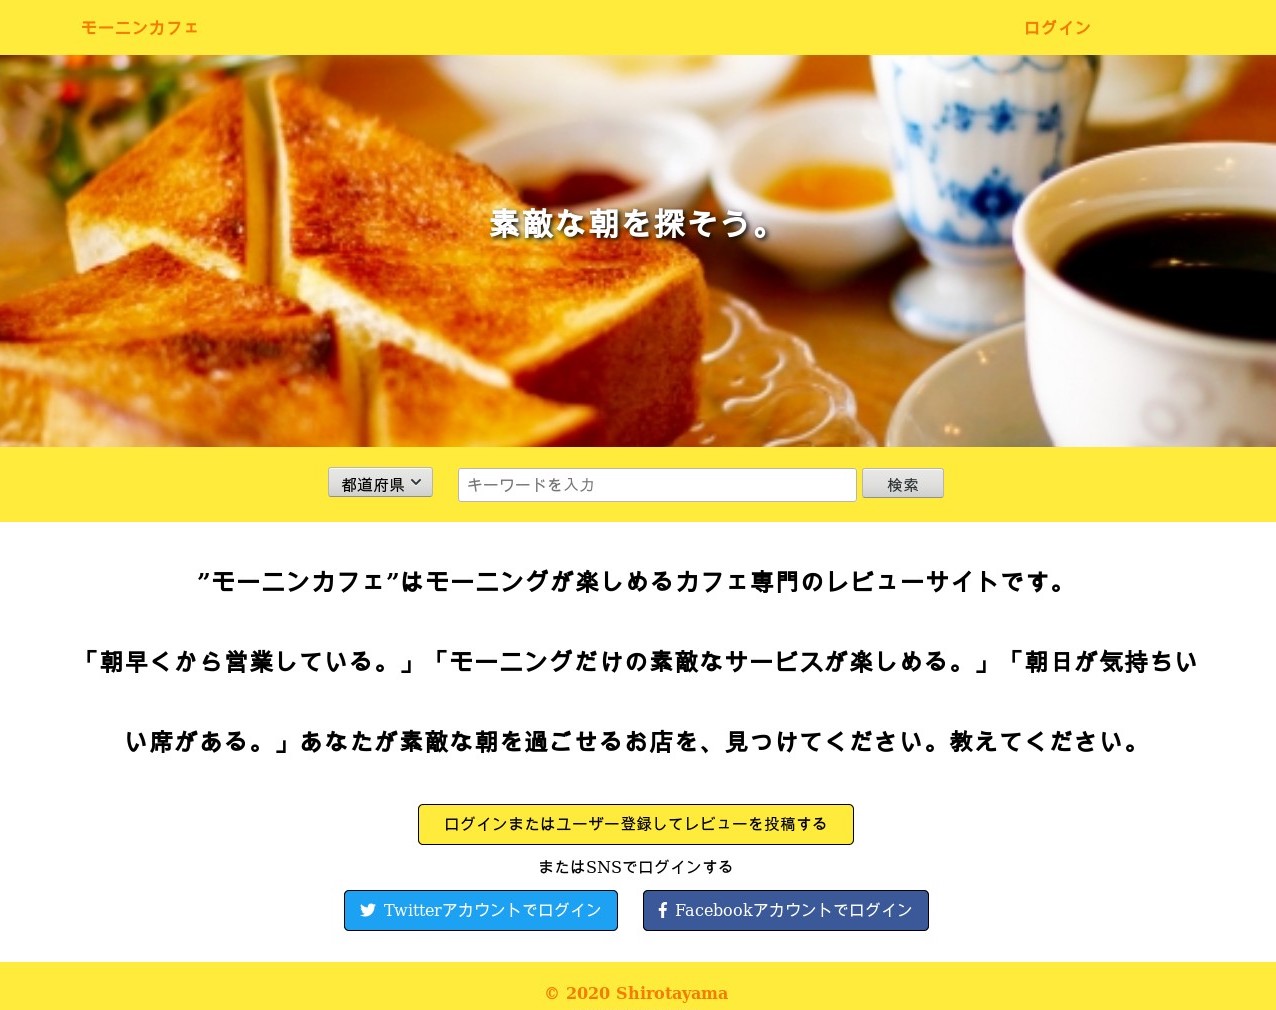 モーニンカフェ
ログイン
素敵な朝を探そう。
都道府県
キーワードを入力
検索
”モーニンカフェ”はモーニングが楽しめるカフェ専門のレビューサイトです。
「朝早くから営業している。」「モーニングだけの素敵なサービスが楽しめる。」「朝日が気持ちい
い席がある。」あなたが素敵な朝を過ごせるお店を、見つけてください。教えてください。
ログインまたはユーザー登録してレビューを投稿する
またはSNSでログインする
Twitterアカウントでログイン
Facebookアカウントでログイン
© 2020 Shirotayama